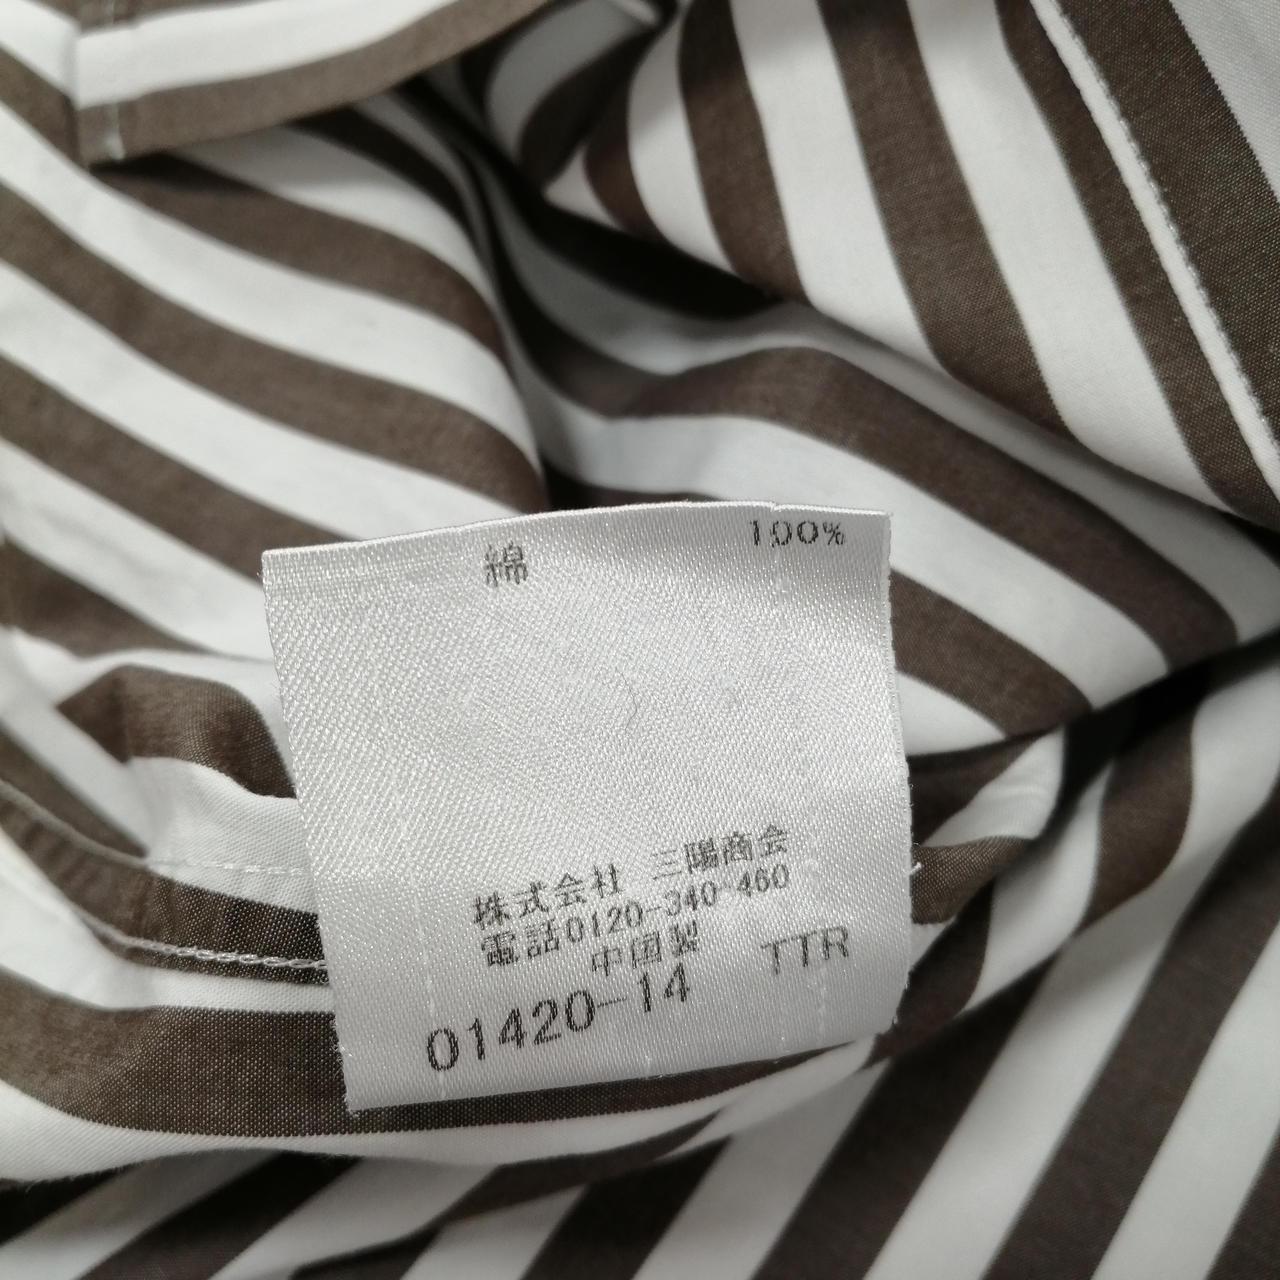 綿 100%
株式会社 三陽商会
電話0120-340-460
中国製
01420-14 TTR